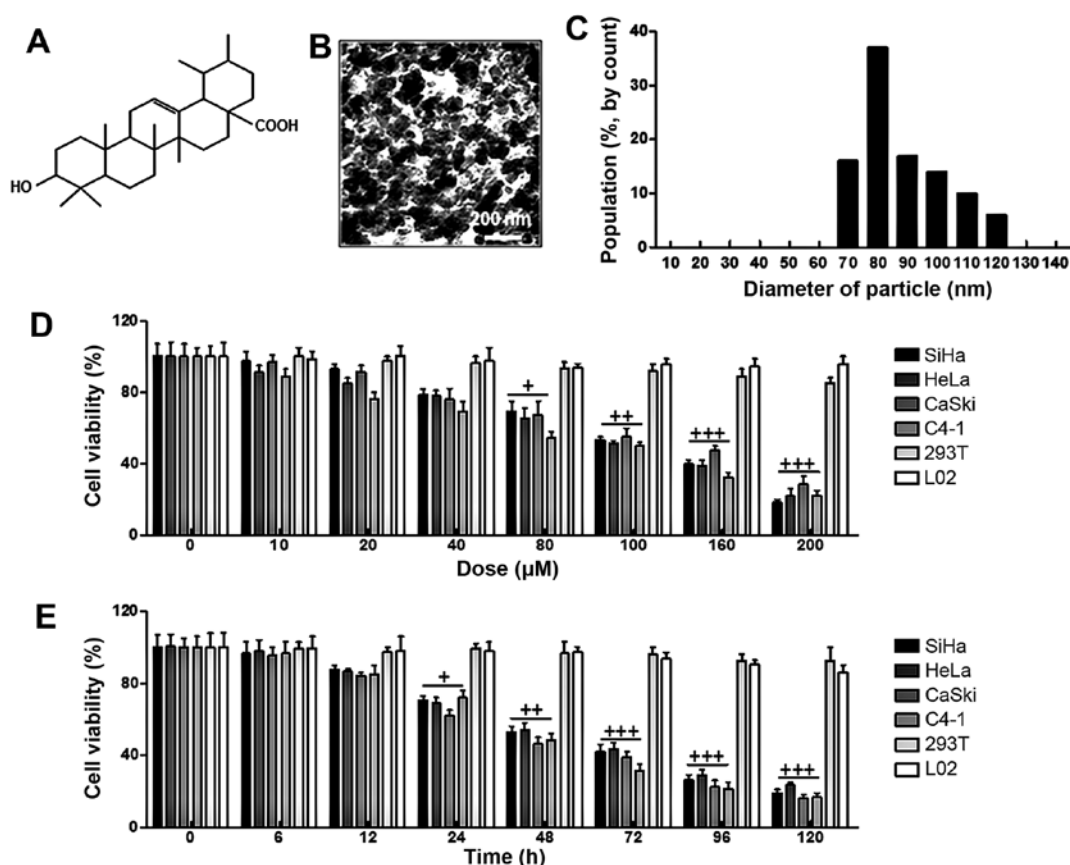 A
COOH
HO
B
200 nm
C
Population (%, by count)
40
30
20
10
0
10 20 30 40 50 60 70 80 90 100 110 120 130 140
Diameter of particle (nm)
D
Cell viability (%)
120
80
40
0
+
++
+++
+++
0 10 20 40 80 100 160 200
Dose (µM)
SiHa
HeLa
CaSki
C4-1
293T
L02
E
Cell viability (%)
120
80
40
0
+
++
+++
+++
+++
0 6 12 24 48 72 96 120
Time (h)
SiHa
HeLa
CaSki
C4-1
293T
L02